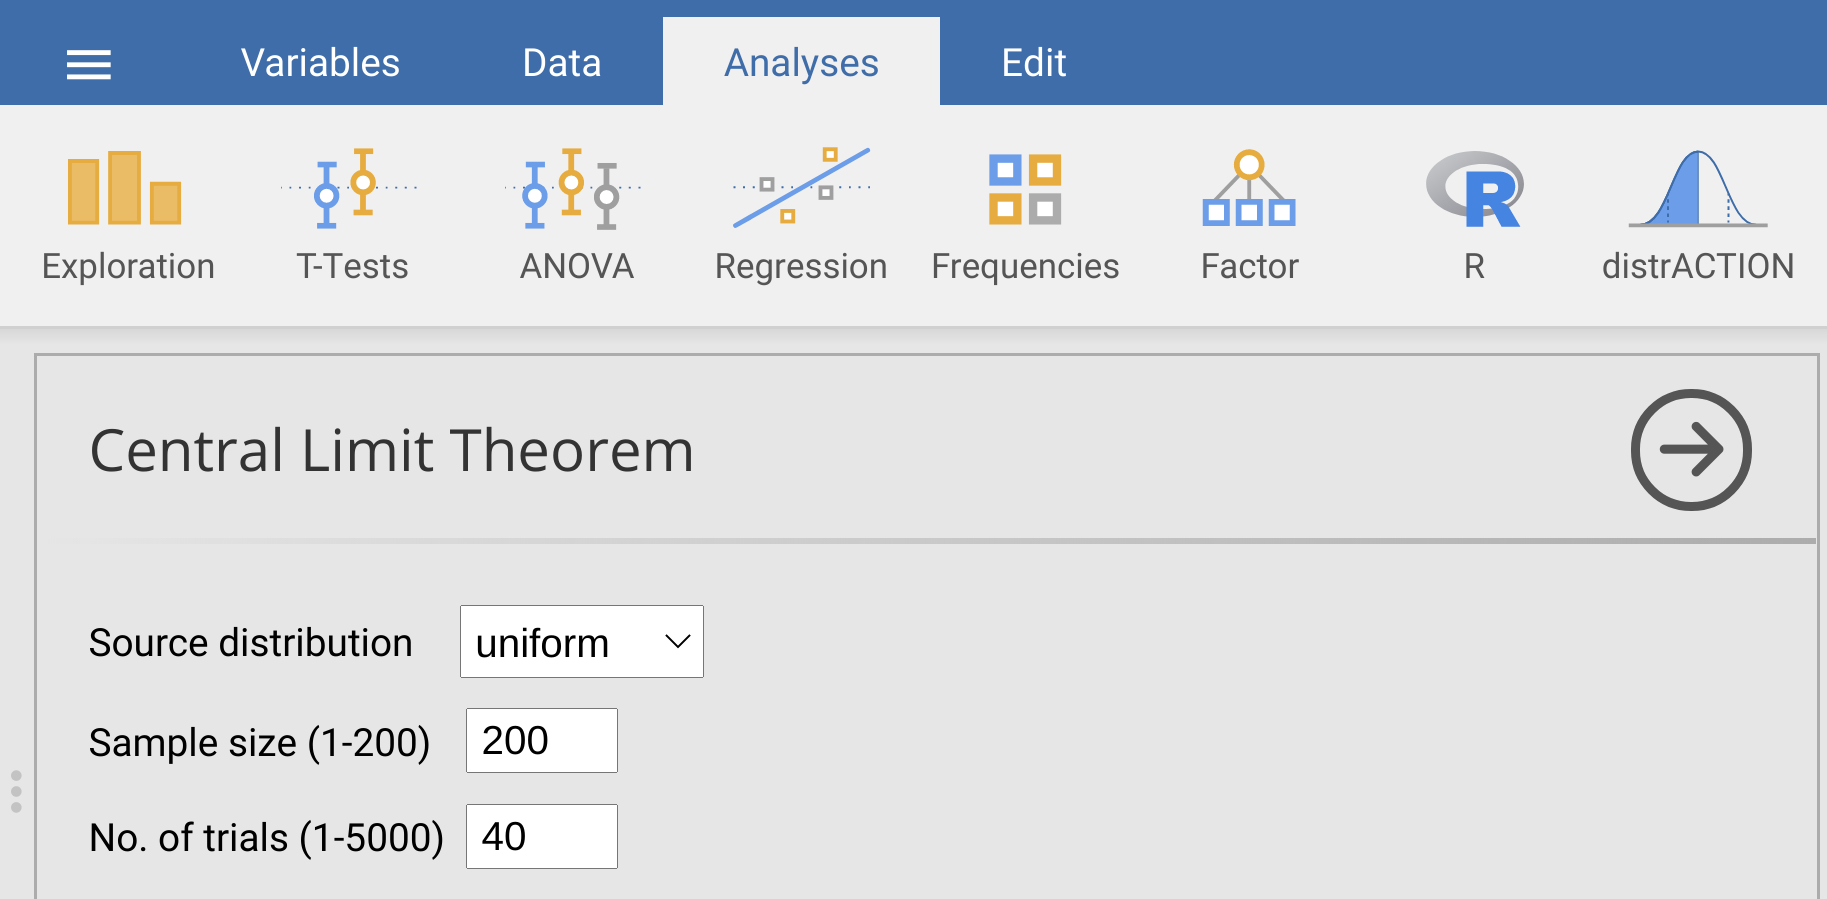 Variables Data Analyses Edit
Exploration T-Tests ANOVA Regression Frequencies Factor R distrACTION
Central Limit Theorem
Source distribution uniform
Sample size (1-200) 200
No. of trials (1-5000) 40